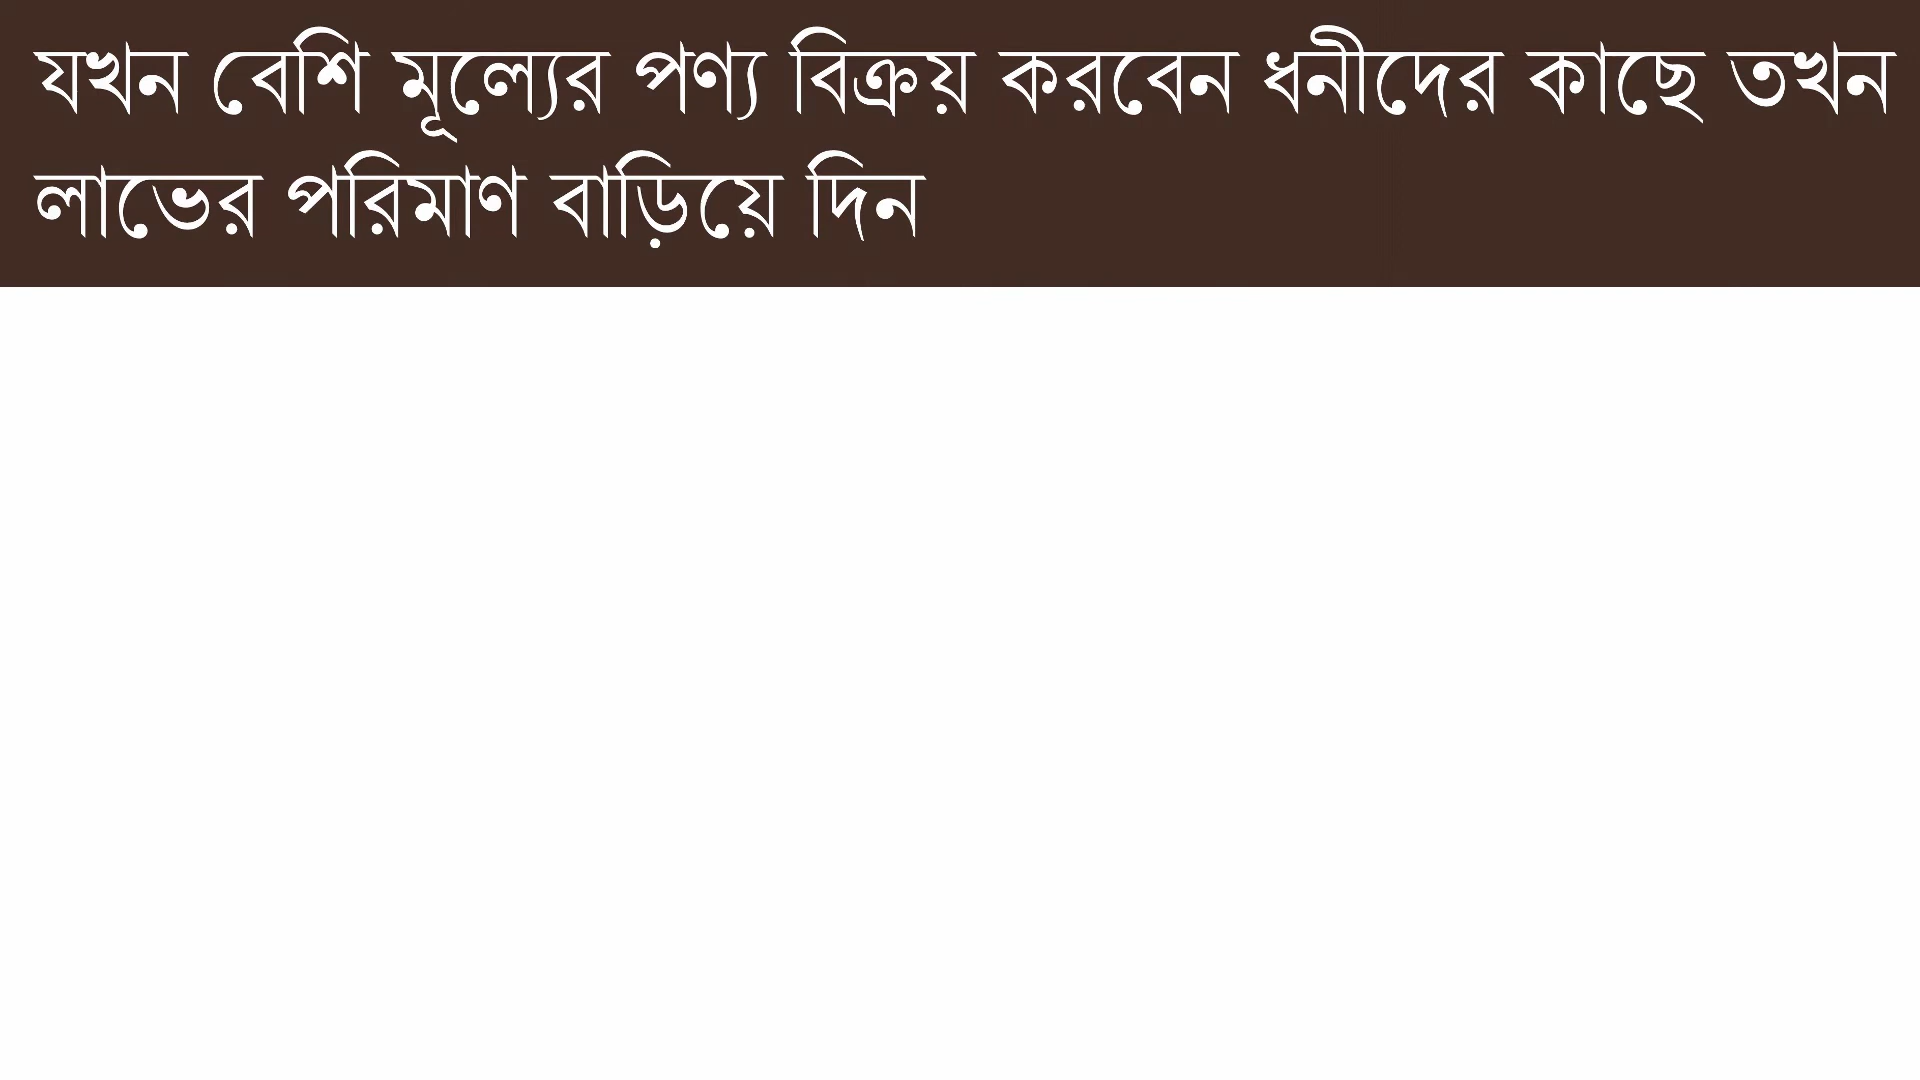 যখন বেশি মূল্যের পণ্য বিক্রয় করবেন ধনীদের কাছে তখন
লাভের পরিমাণ বাড়িয়ে দিন